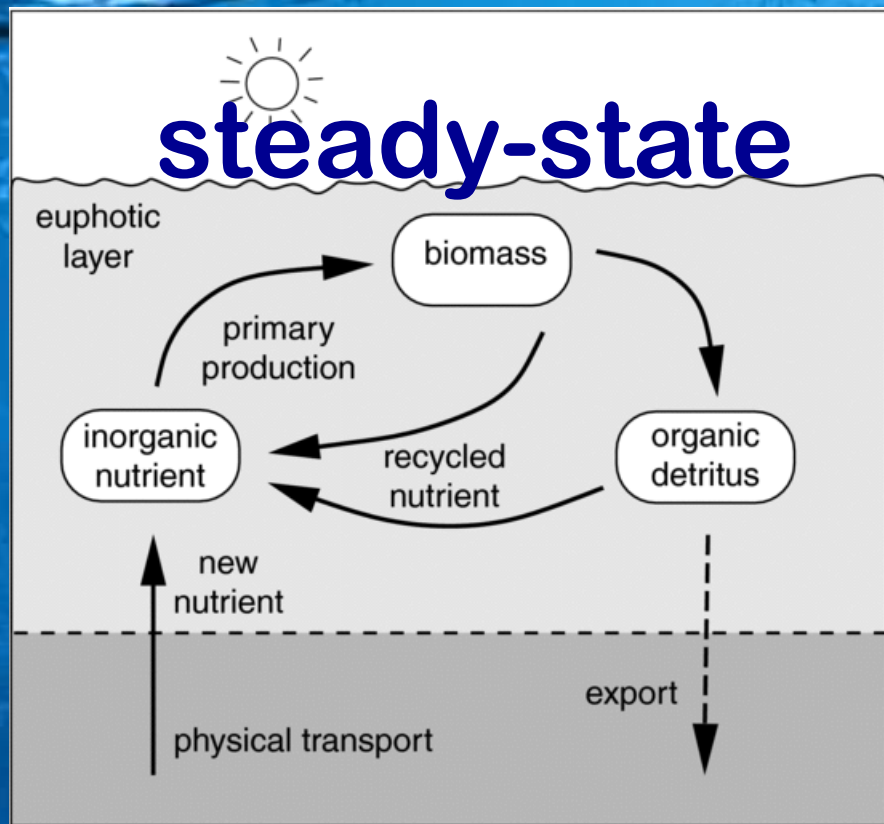 steady-state
euphotic
layer
biomass
primary
production
inorganic
nutrient
recycled
nutrient
organic
detritus
new
nutrient
export
physical transport